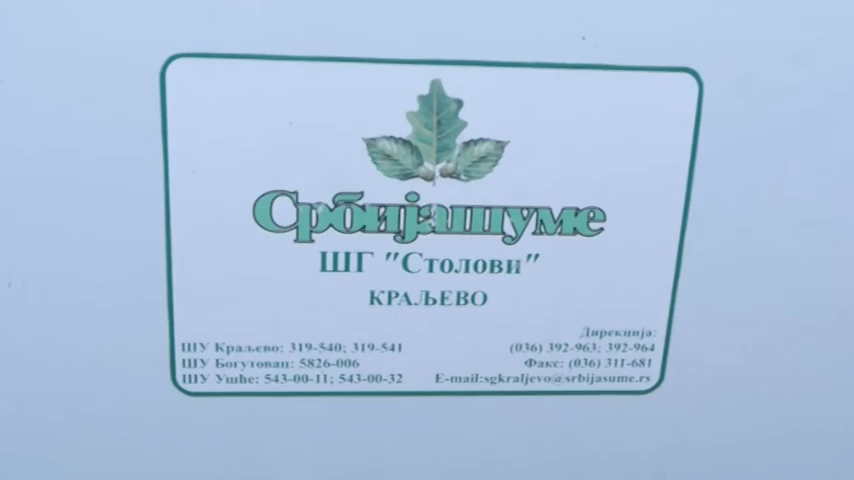 Србијашуме
ШГ "Столови"
КРАЉЕВО
Дирекција:
ШУ Краљево: 319-540; 319-541
(036) 392-963; 392-964
ШУ Богутовац: 5826-006
Факс: (036) 311-681
ШУ Ушће: 543-00-11; 543-00-32
E-mail:sgkraljevo@srbijasume.rs